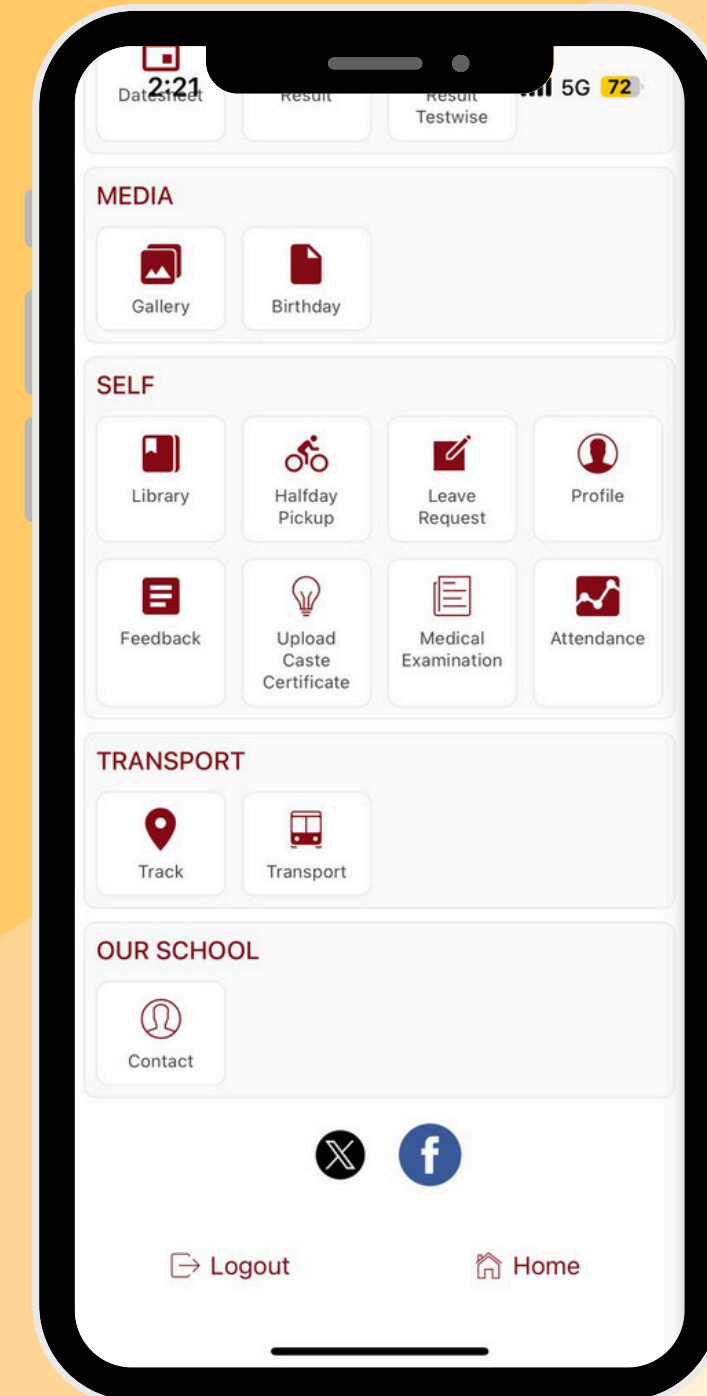 2:21
5G 72
Datesheet Result Result
Testwise
MEDIA
Gallery Birthday
SELF
Library Halfday Leave Profile
Pickup Request
Feedback Upload Medical Attendance
Caste Examination
Certificate
TRANSPORT
Track Transport
OUR SCHOOL
Contact
X f
Logout Home